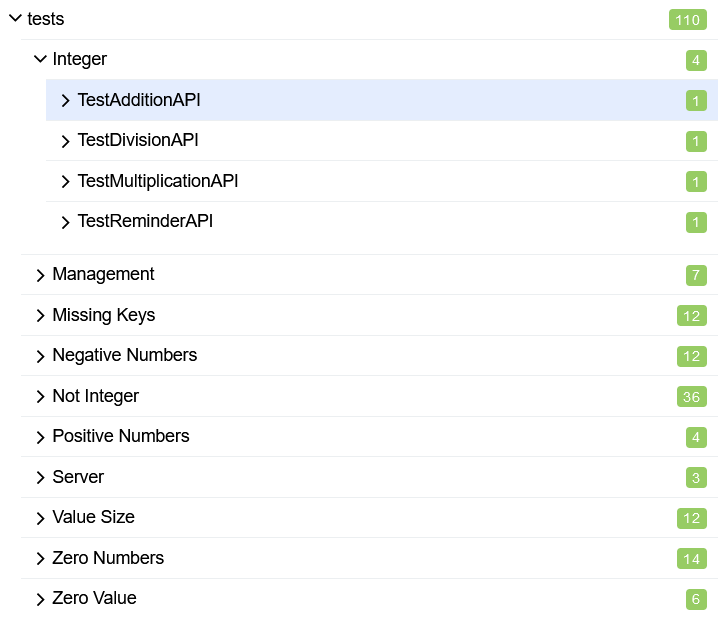 tests 110
Integer 4
TestAdditionAPI 1
TestDivisionAPI 1
TestMultiplicationAPI 1
TestReminderAPI 1
Management 7
Missing Keys 12
Negative Numbers 12
Not Integer 36
Positive Numbers 4
Server 3
Value Size 12
Zero Numbers 14
Zero Value 6